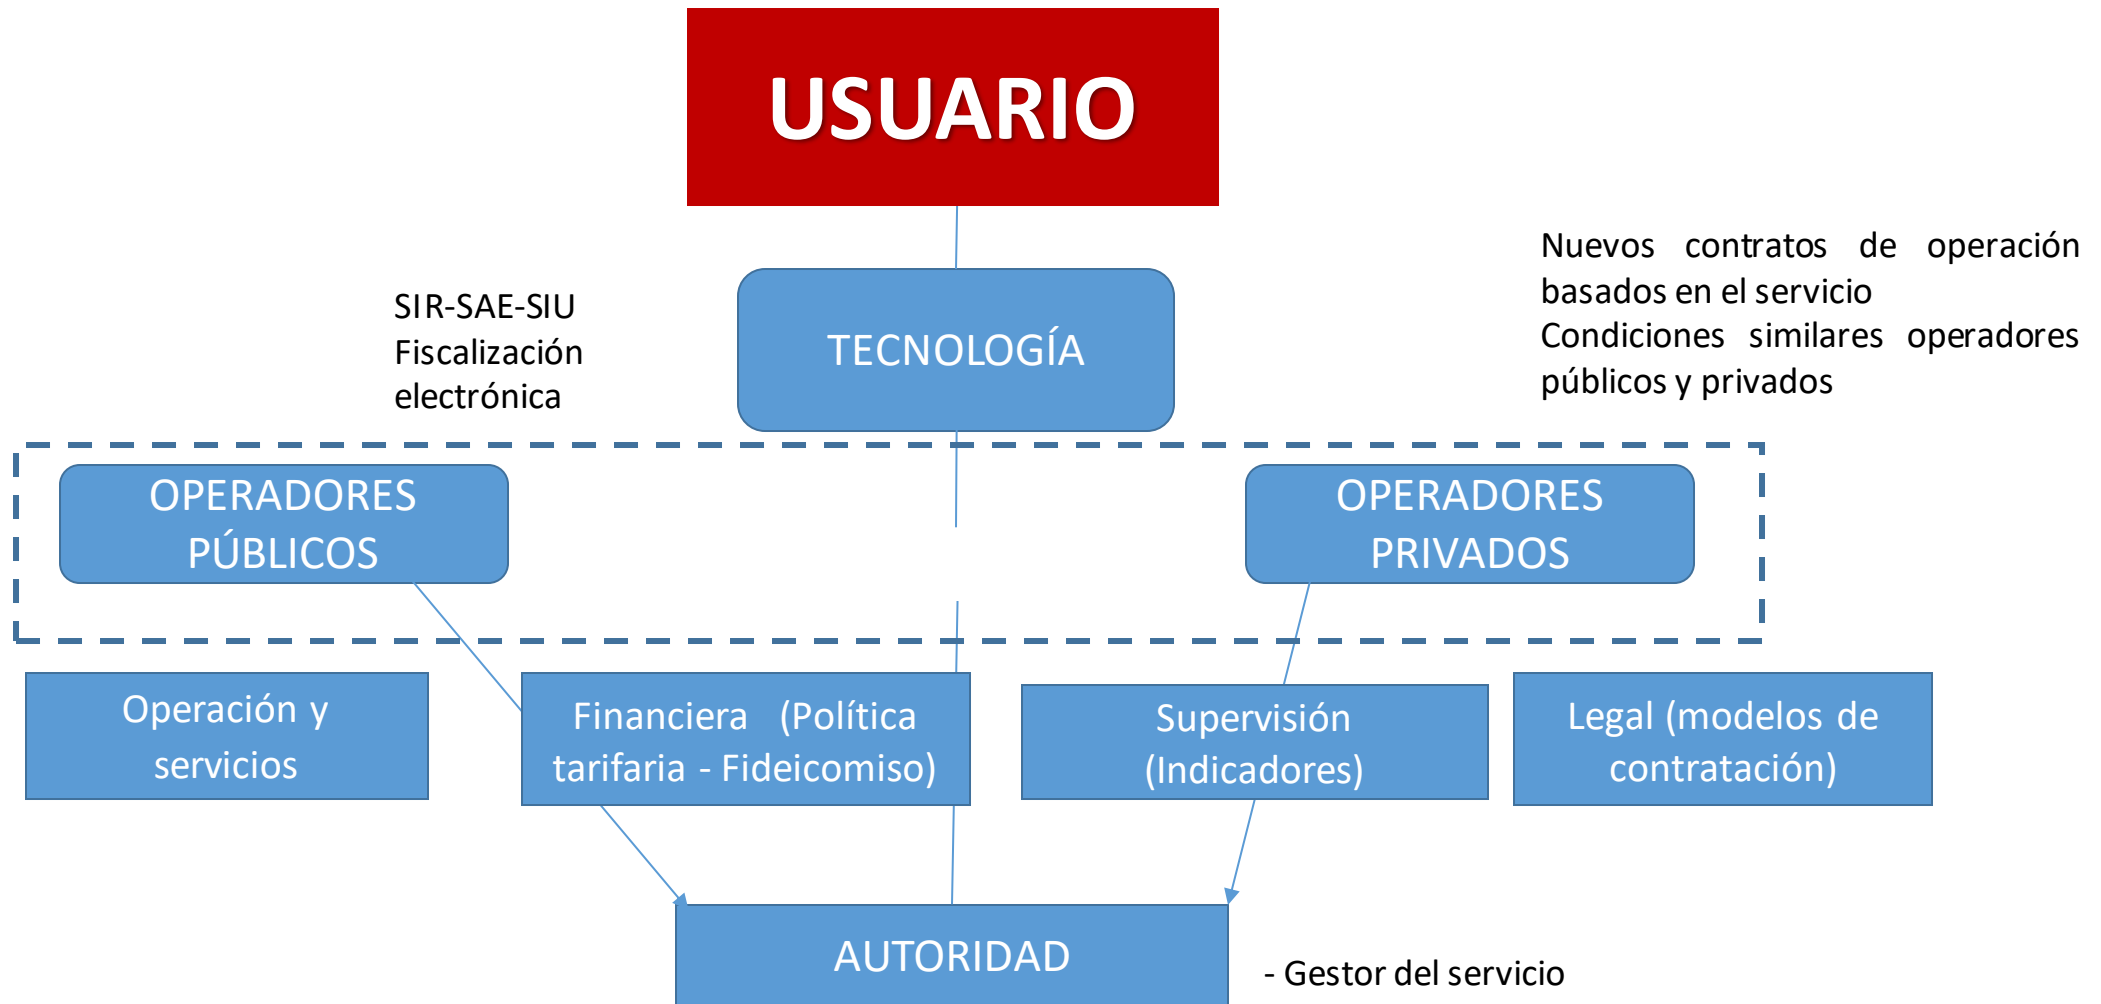 USUARIO
SIR-SAE-SIU
Fiscalización
electrónica
TECNOLOGÍA
Nuevos contratos de operación
basados en el servicio
Condiciones similares operadores
públicos y privados
OPERADORES
PÚBLICOS
OPERADORES
PRIVADOS
Operación y
servicios
Financiera (Política
tarifaria - Fideicomiso)
Supervisión
(Indicadores)
Legal (modelos de
contratación)
AUTORIDAD
- Gestor del servicio